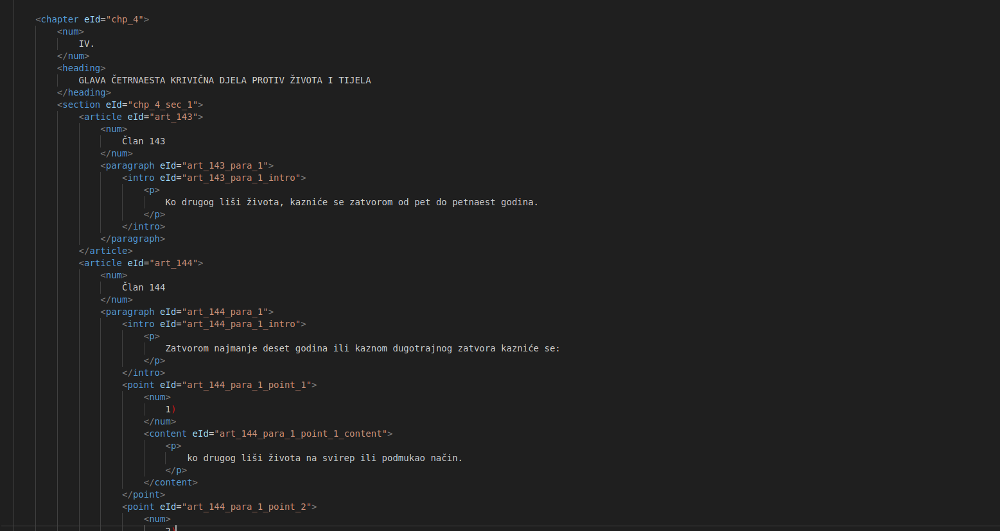 <chapter eId="chp_4">
<num>
IV.
</num>
<heading>
GLAVA ČETRNAESTA KRIVIČNA DJELA PROTIV ŽIVOTA I TIJELA
</heading>
<section eId="chp_4_sec_1">
<article eId="art_143">
<num>
Član 143
</num>
<paragraph eId="art_143_para_1">
<intro eId="art_143_para_1_intro">
<p>
Ko drugog liši života, kazniće se zatvorom od pet do petnaest godina.
</p>
</intro>
</paragraph>
</article>
<article eId="art_144">
<num>
Član 144
</num>
<paragraph eId="art_144_para_1">
<intro eId="art_144_para_1_intro">
<p>
Zatvorom najmanje deset godina ili kaznom dugotrajnog zatvora kazniće se:
</p>
</intro>
<point eId="art_144_para_1_point_1">
<num>
1)
</num>
<content eId="art_144_para_1_point_1_content">
<p>
ko drugog liši života na svirep ili podmukao način.
</p>
</content>
</point>
<point eId="art_144_para_1_point_2">
<num>
2)